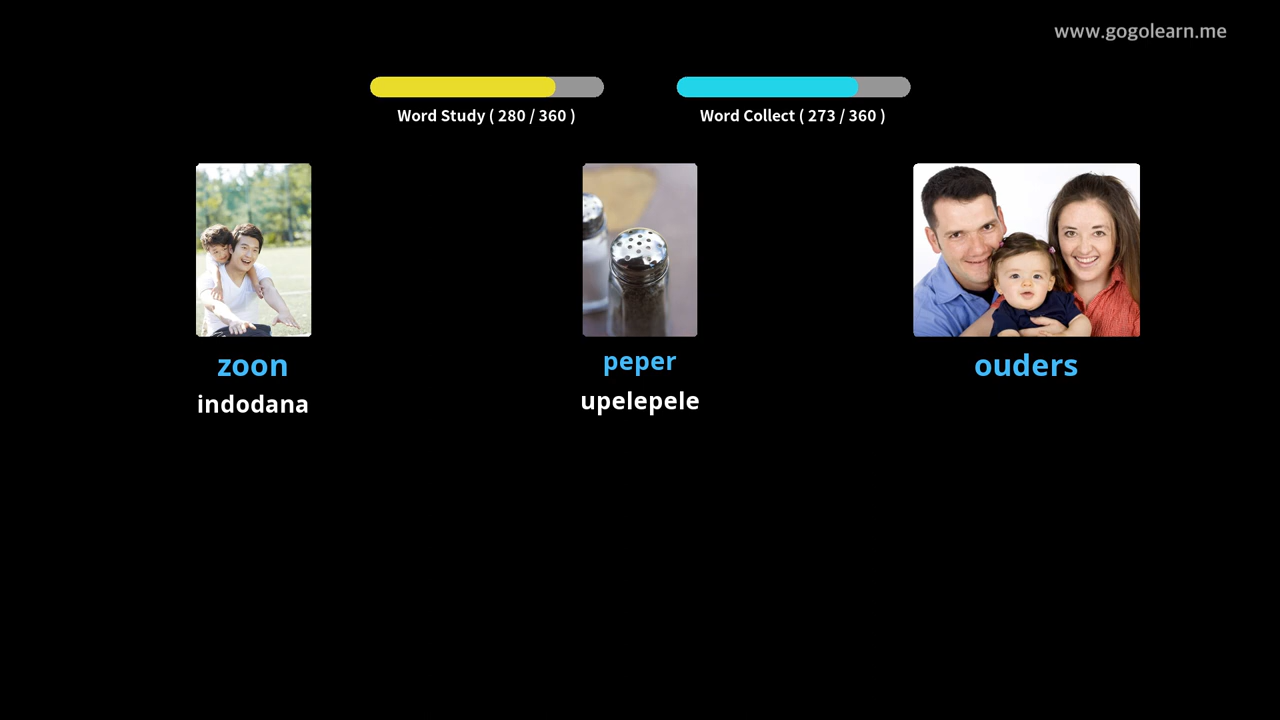 www.gogolearn.me
Word Study ( 280 / 360 )
Word Collect ( 273 / 360 )
zoon
indodana
peper
upelepele
ouders